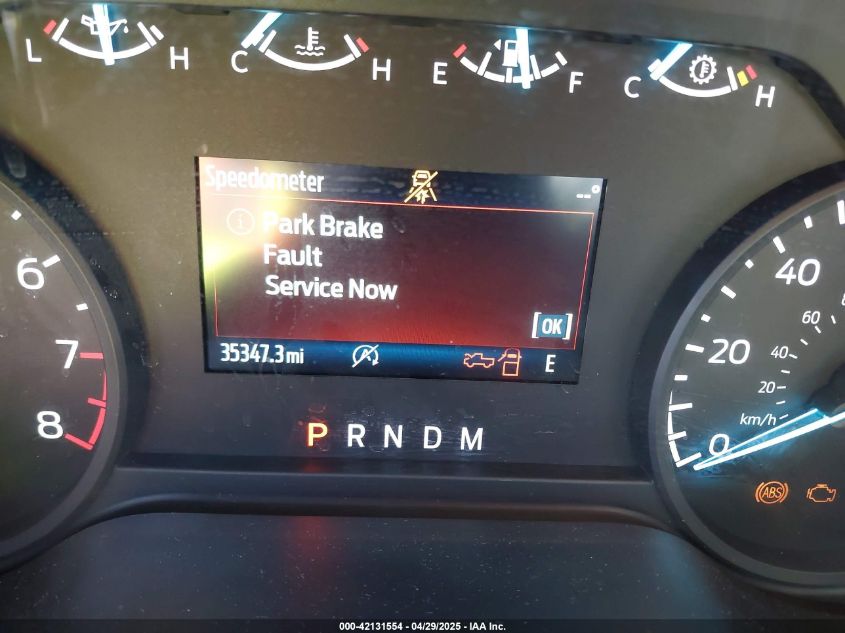 L H C H E F C H
Speedometer --°
Park Brake
Fault
Service Now
[OK]
35347.3mi E
P R N D M
6
7
8
40
60
20
40
20
km/h
0
ABS
000-42131554 - 04/29/2025 - IAA Inc.